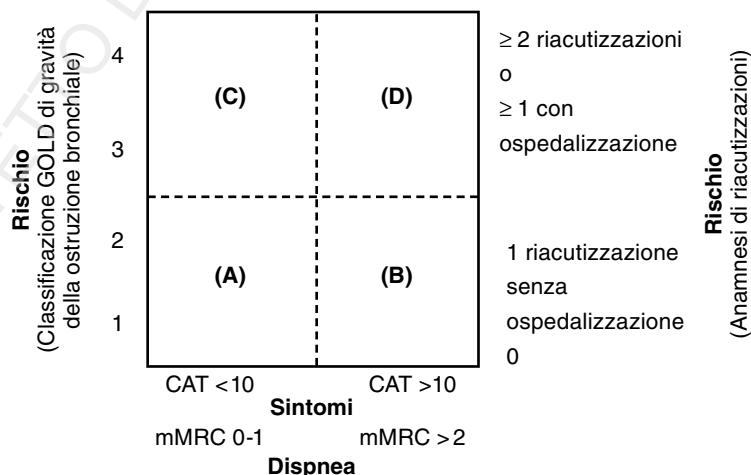 Rischio
(Classificazione GOLD di gravità
della ostruzione bronchiale)
4
3
2
1
(C)
(D)
(A)
(B)
≥ 2 riacutizzazioni
o
≥ 1 con
ospedalizzazione
1 riacutizzazione
senza
ospedalizzazione
0
Rischio
(Anamnesi di riacutizzazioni)
CAT <10
CAT >10
Sintomi
mMRC 0-1
mMRC >2
Dispnea